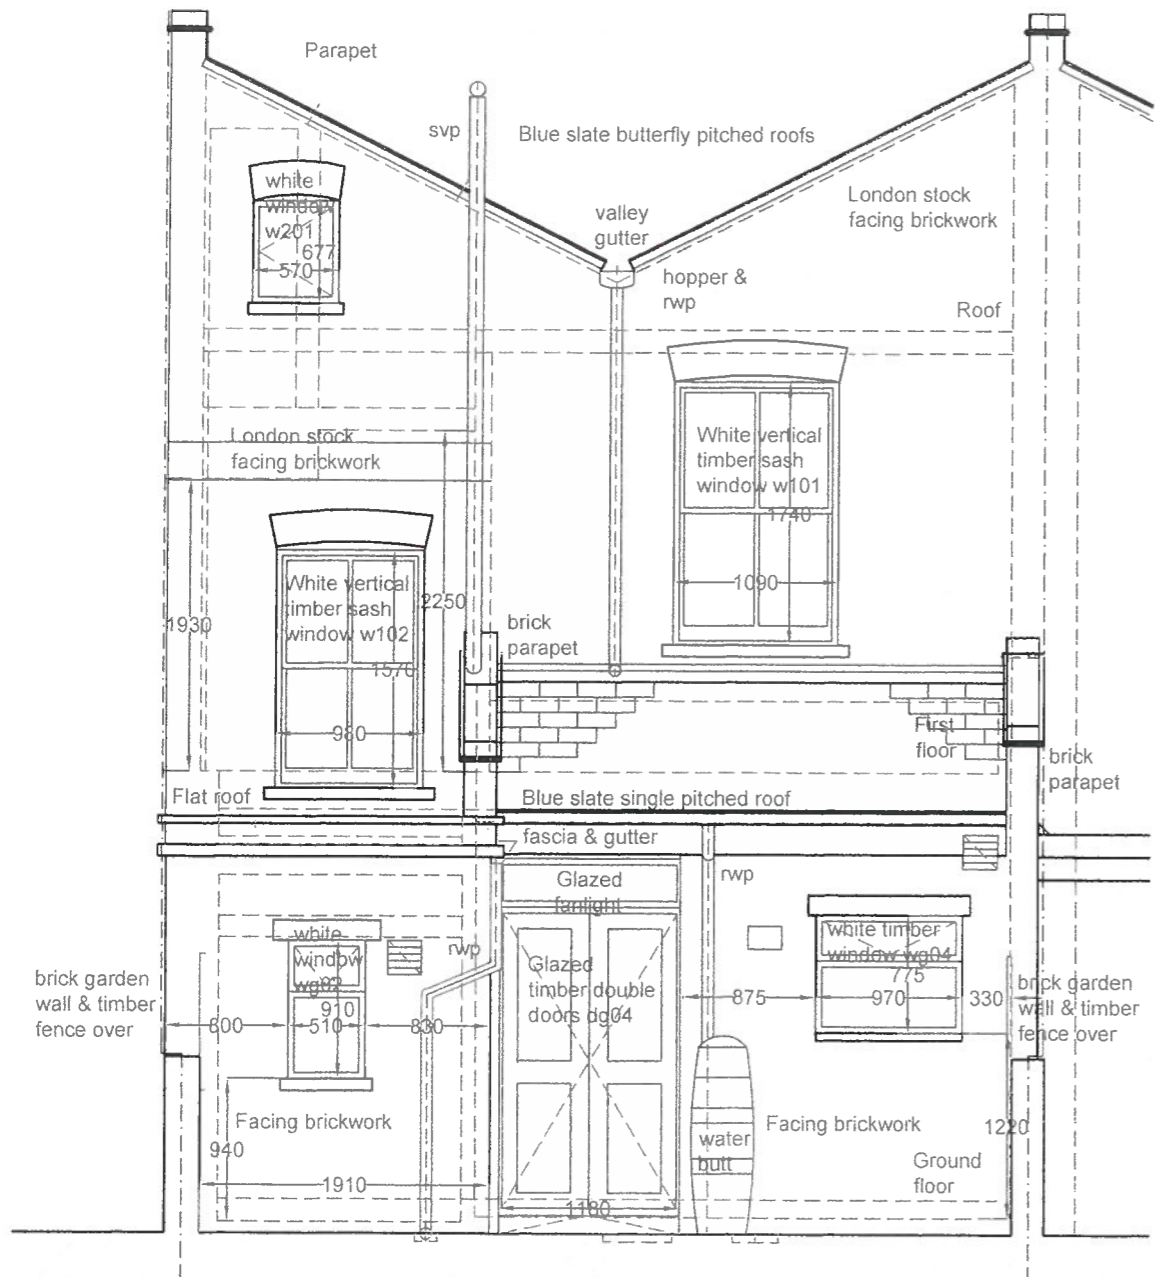 Parapet
svp
Blue slate butterfly pitched roofs
white
window
w201
677
570
valley
gutter
London stock
facing brickwork
hopper &
rwp
Roof
London stock
facing brickwork
White vertical
timber sash
window w101
1740
1090
White vertical
timber sash
window w102
1570
980
1930
2250
brick
parapet
First
floor
brick
parapet
Flat roof
Blue slate single pitched roof
fascia & gutter
rwp
Glazed
fanlight
white
window
wg02
910
510
800
830
rwp
brick garden
wall & timber
fence over
Glazed
timber double
doors dg04
white timber
window wg04
775
875
970
330
brick garden
wall & timber
fence over
Facing brickwork
940
1910
1180
water
butt
Facing brickwork
1220
Ground
floor